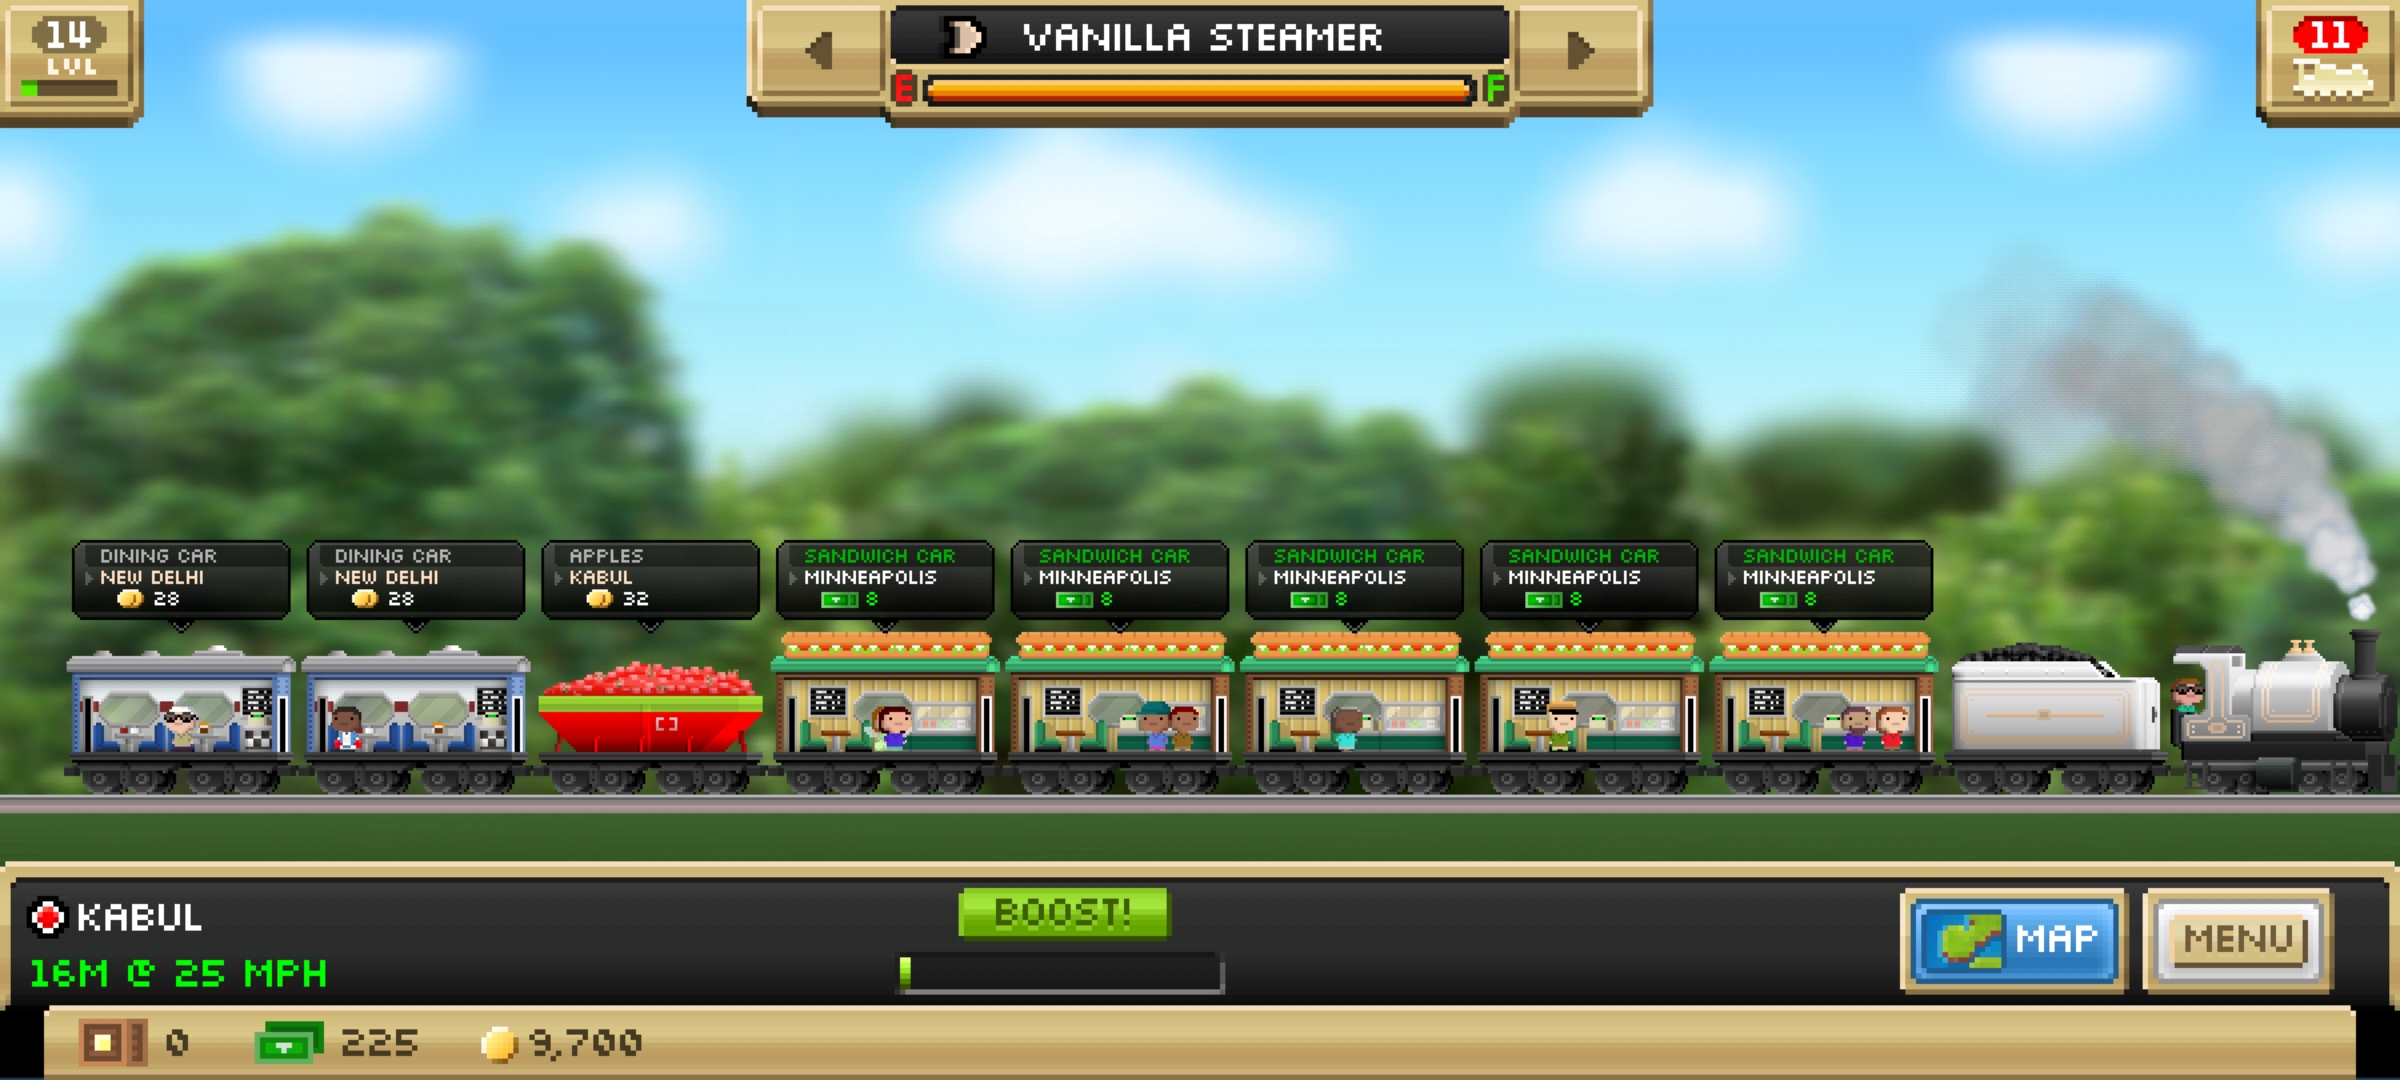 14
LVL
VANILLA STEAMER
E F
11
DINING CAR
NEW DELHI
28
DINING CAR
NEW DELHI
28
APPLES
KABUL
32
SANDWICH CAR
MINNEAPOLIS
8
SANDWICH CAR
MINNEAPOLIS
8
SANDWICH CAR
MINNEAPOLIS
8
SANDWICH CAR
MINNEAPOLIS
8
SANDWICH CAR
MINNEAPOLIS
8
KABUL
16M @ 25 MPH
BOOST!
MAP
MENU
0
225
9,700